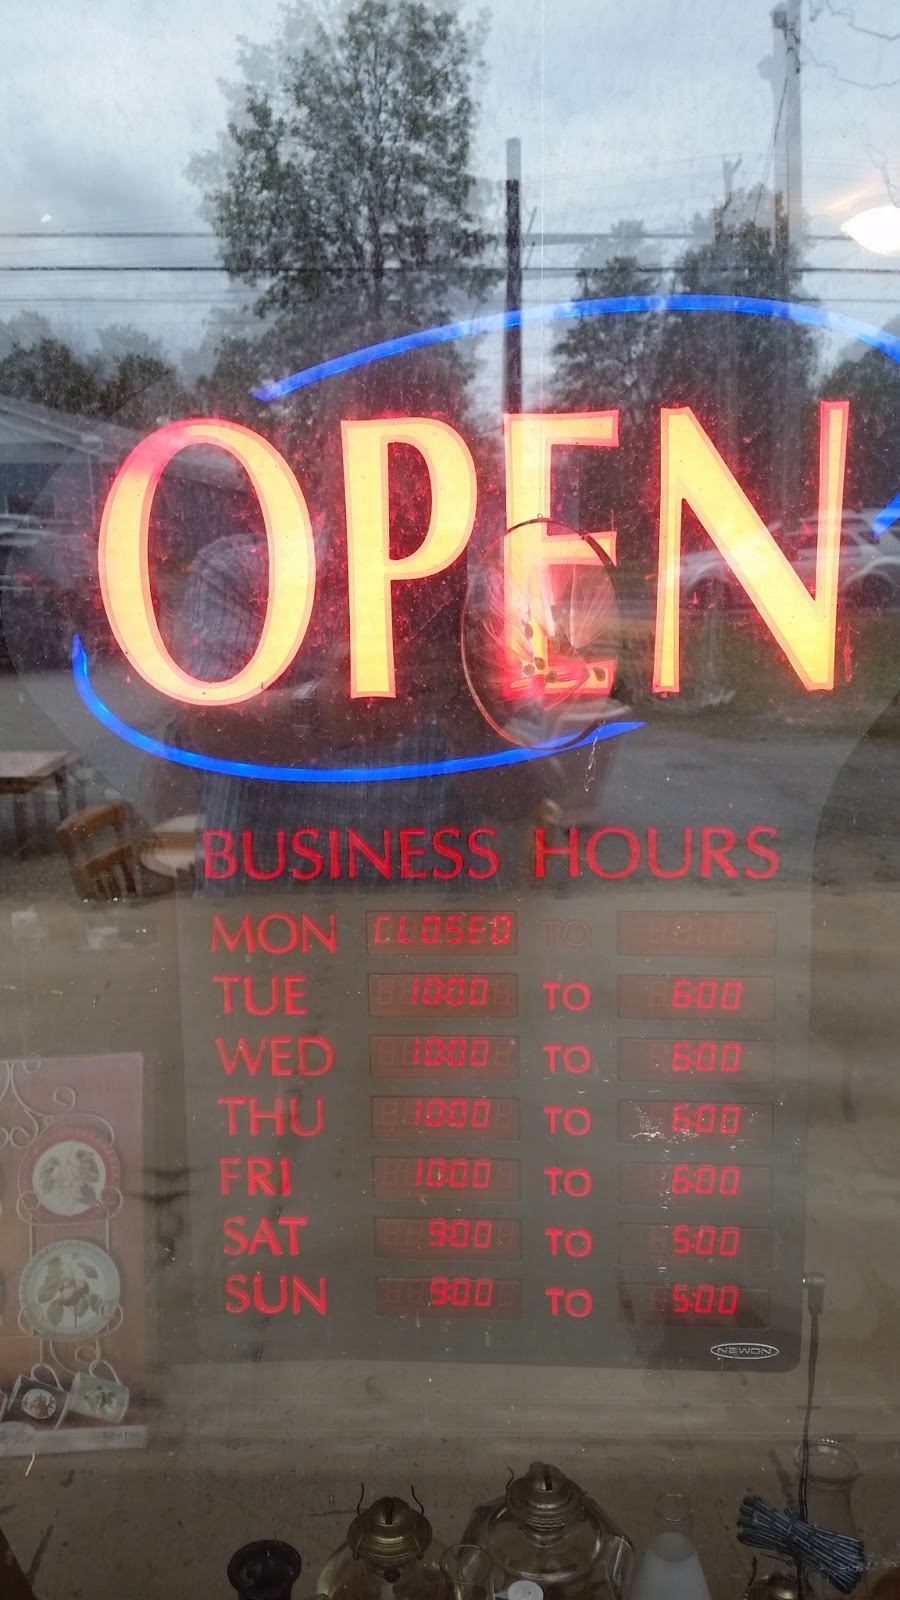 OPEN
BUSINESS HOURS
MON CLOSED TO
TUE 10:00 TO 6:00
WED 10:00 TO 6:00
THU 10:00 TO 6:00
FRI 10:00 TO 6:00
SAT 9:00 TO 5:00
SUN 9:00 TO 5:00
NEWON